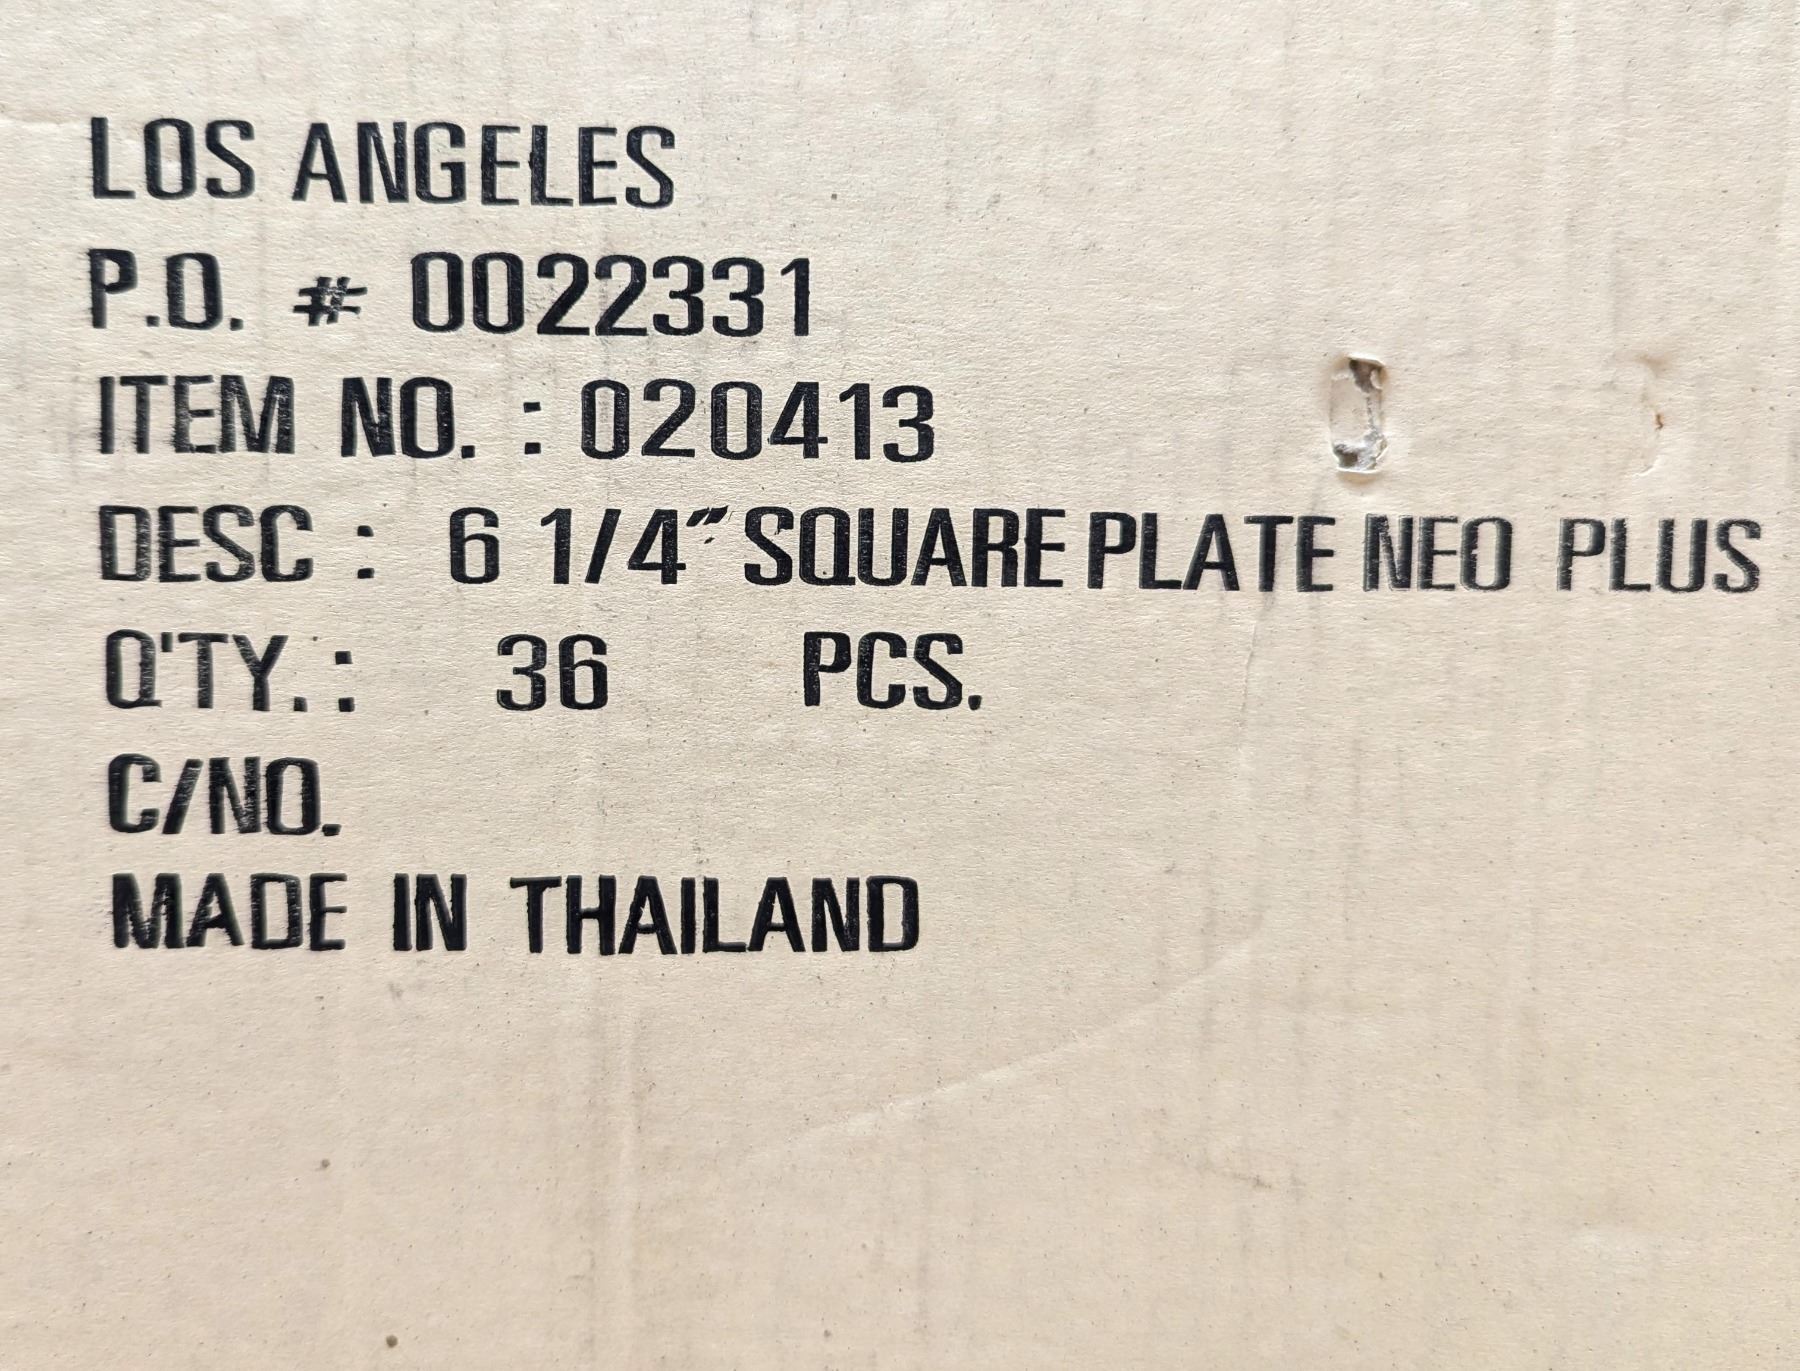 LOS ANGELES
P.O. # 0022331
ITEM NO. : 020413
DESC : 6 1/4" SQUARE PLATE NEO PLUS
Q'TY. : 36 PCS.
C/NO.
MADE IN THAILAND